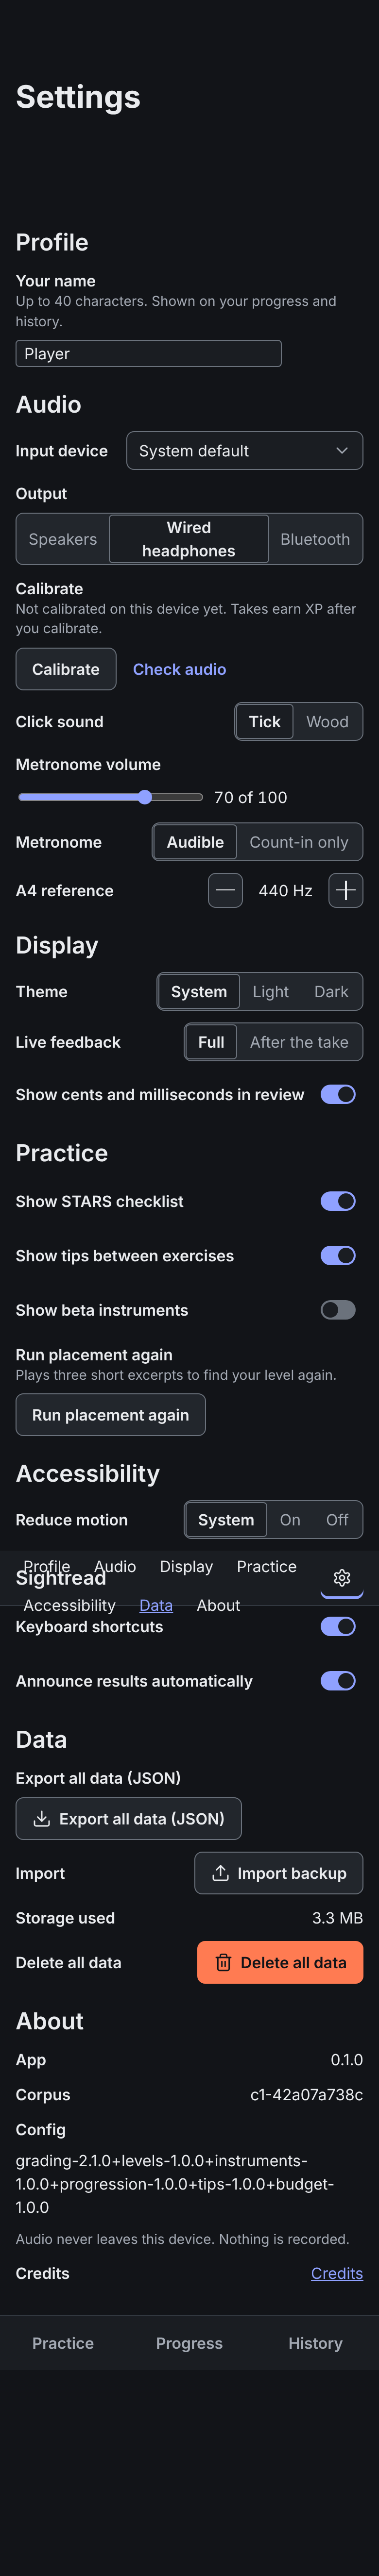 Settings
Profile
Your name
Up to 40 characters. Shown on your progress and
history.
Player
Audio
Input device
System default
Output
Speakers
Wired
headphones
Bluetooth
Calibrate
Not calibrated on this device yet. Takes earn XP after
you calibrate.
Calibrate
Check audio
Click sound
Tick
Wood
Metronome volume
70 of 100
Metronome
Audible
Count-in only
A4 reference
440 Hz
Display
Theme
System
Light
Dark
Live feedback
Full
After the take
Show cents and milliseconds in review
Practice
Show STARS checklist
Show tips between exercises
Show beta instruments
Run placement again
Plays three short excerpts to find your level again.
Run placement again
Accessibility
Reduce motion
System
On
Off
Profile
Audio
Display
Practice
Sightread
Accessibility
Data
About
Keyboard shortcuts
Announce results automatically
Data
Export all data (JSON)
Export all data (JSON)
Import
Import backup
Storage used
3.3 MB
Delete all data
Delete all data
About
App
0.1.0
Corpus
c1-42a07a738c
Config
grading-2.1.0+levels-1.0.0+instruments-
1.0.0+progression-1.0.0+tips-1.0.0+budget-
1.0.0
Audio never leaves this device. Nothing is recorded.
Credits
Credits
Practice
Progress
History